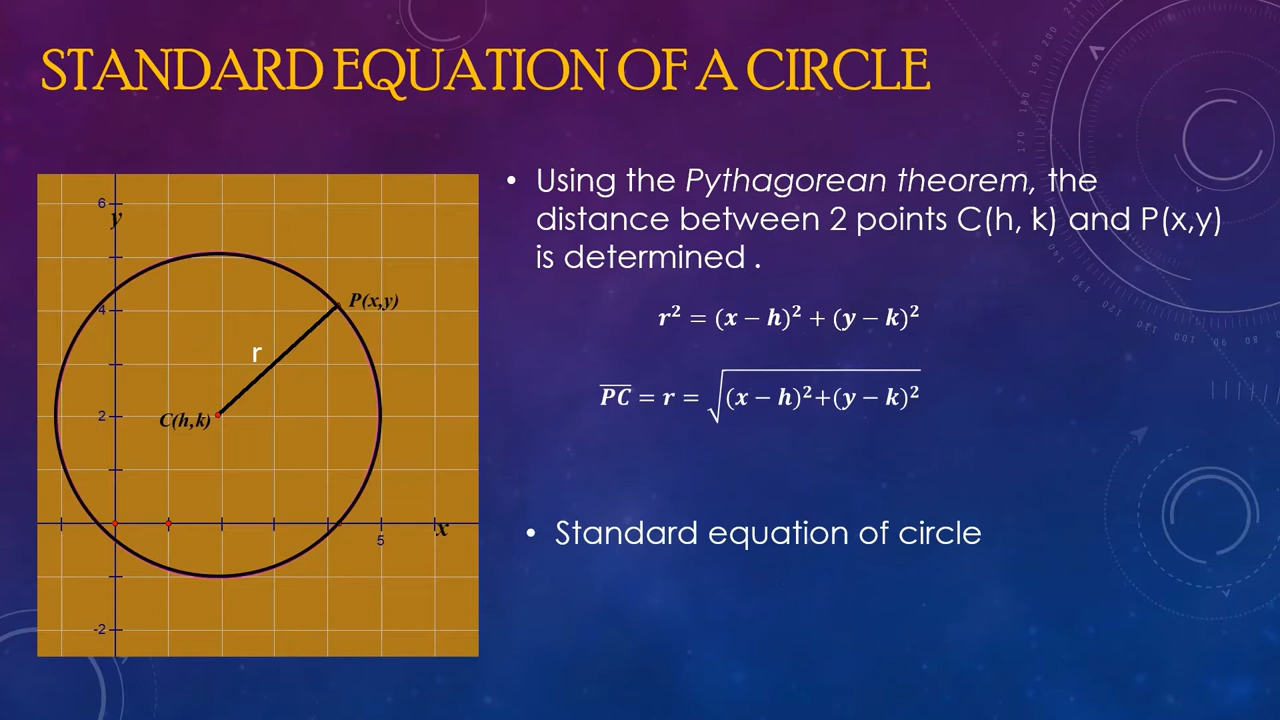 STANDARD EQUATION OF A CIRCLE
6
y
4
P(x,y)
r
2
C(h,k)
x
5
-2
• Using the Pythagorean theorem, the
distance between 2 points C(h, k) and P(x,y)
is determined .
r² = (x − h)² + (y − k)²
P̅C̅ = r = √(x − h)²+(y − k)²
• Standard equation of circle